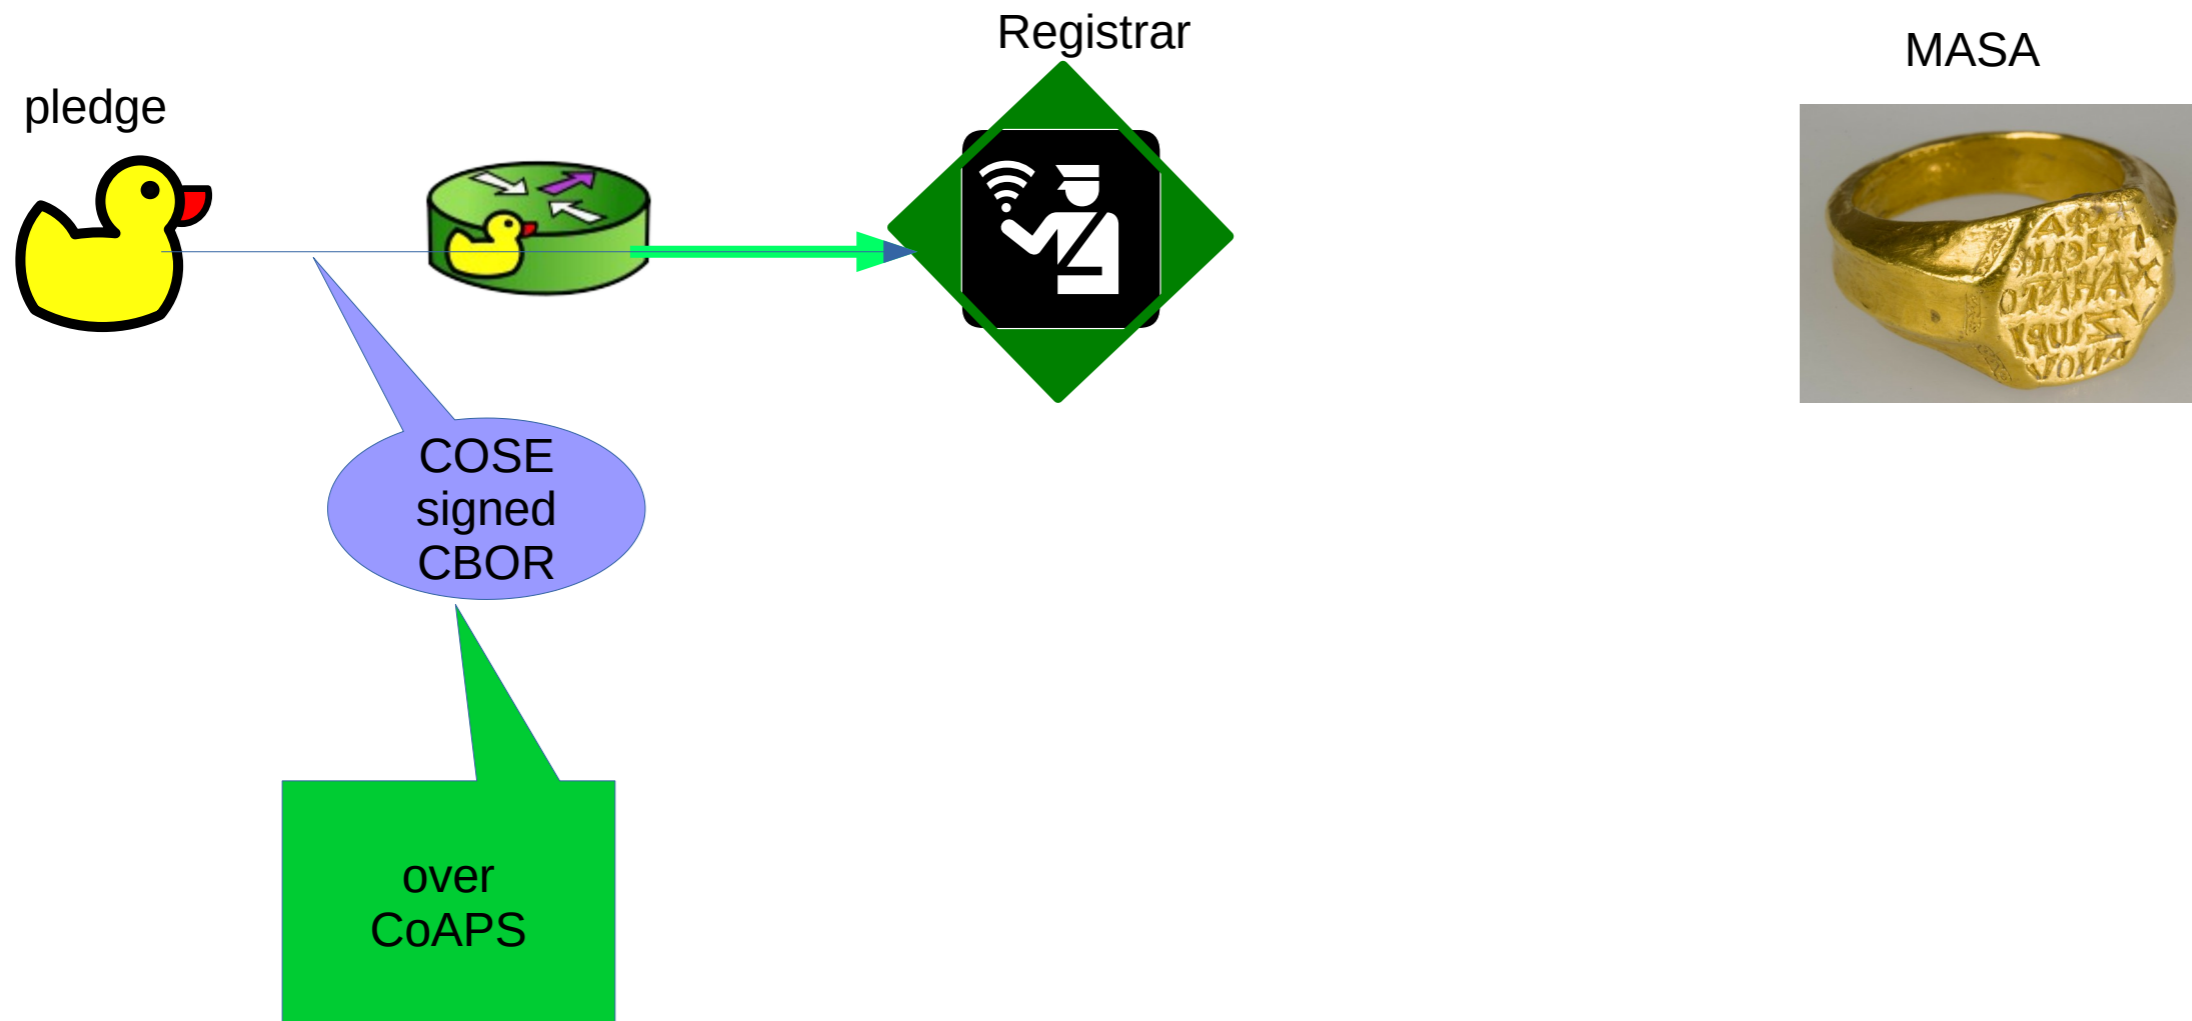 Registrar
MASA
pledge
COSE
signed
CBOR
over
CoAPS